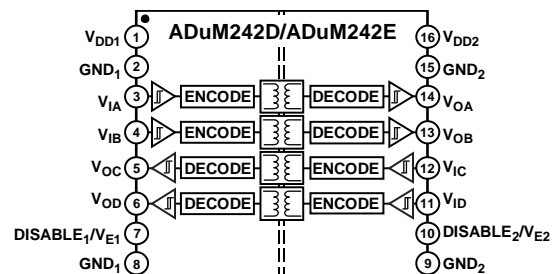 ADuM242D/ADuM242E
VDD1 1 16 VDD2
GND1 2 15 GND2
VIA 3 ENCODE DECODE 14 VOA
VIB 4 ENCODE DECODE 13 VOB
VOC 5 DECODE ENCODE 12 VIC
VOD 6 DECODE ENCODE 11 VID
DISABLE1/VE1 7 10 DISABLE2/VE2
GND1 8 9 GND2